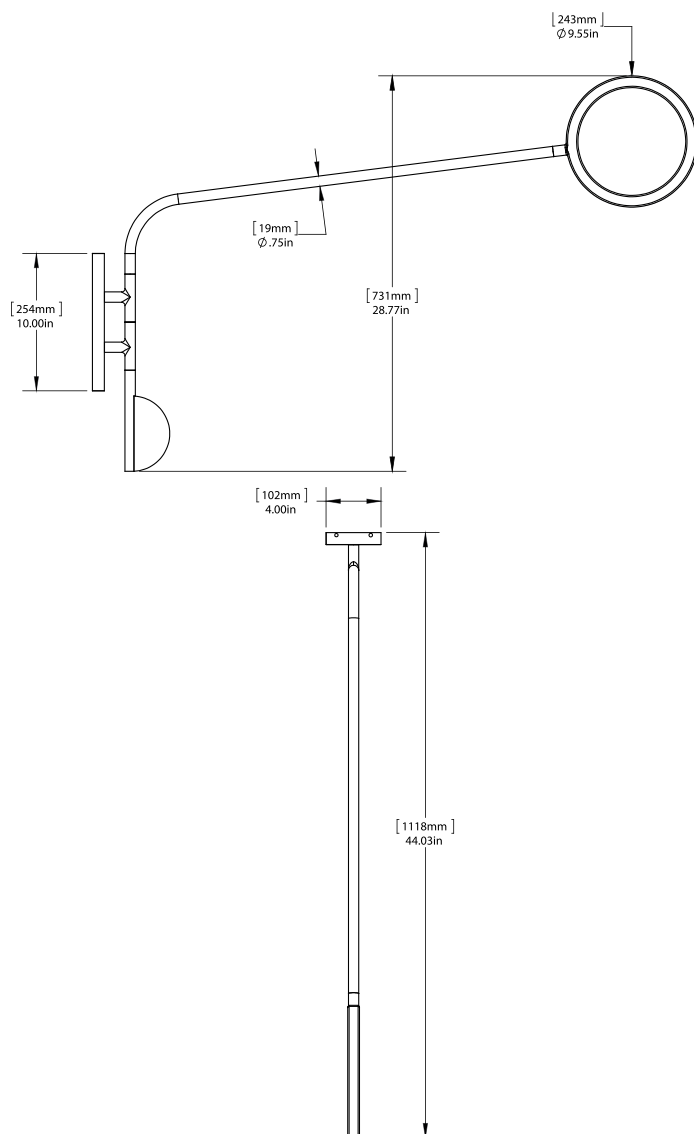 [ 243mm ]
∅ 9.55in
[ 19mm ]
∅ .75in
[ 731mm ]
28.77in
[ 254mm ]
10.00in
[ 102mm ]
4.00in
[ 1118mm ]
44.03in